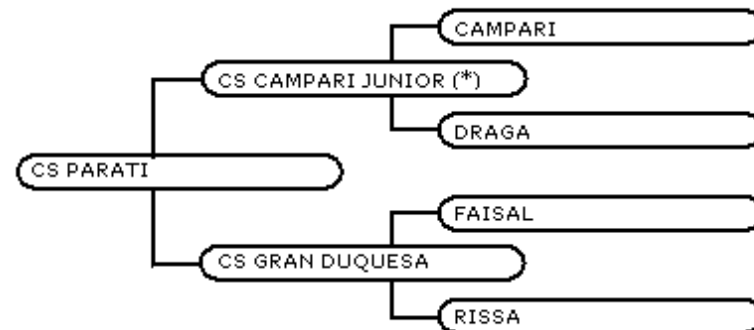 CAMPARI
CS CAMPARI JUNIOR (*)
DRAGA
CS PARATI
FAISAL
CS GRAN DUQUESA
RISSA